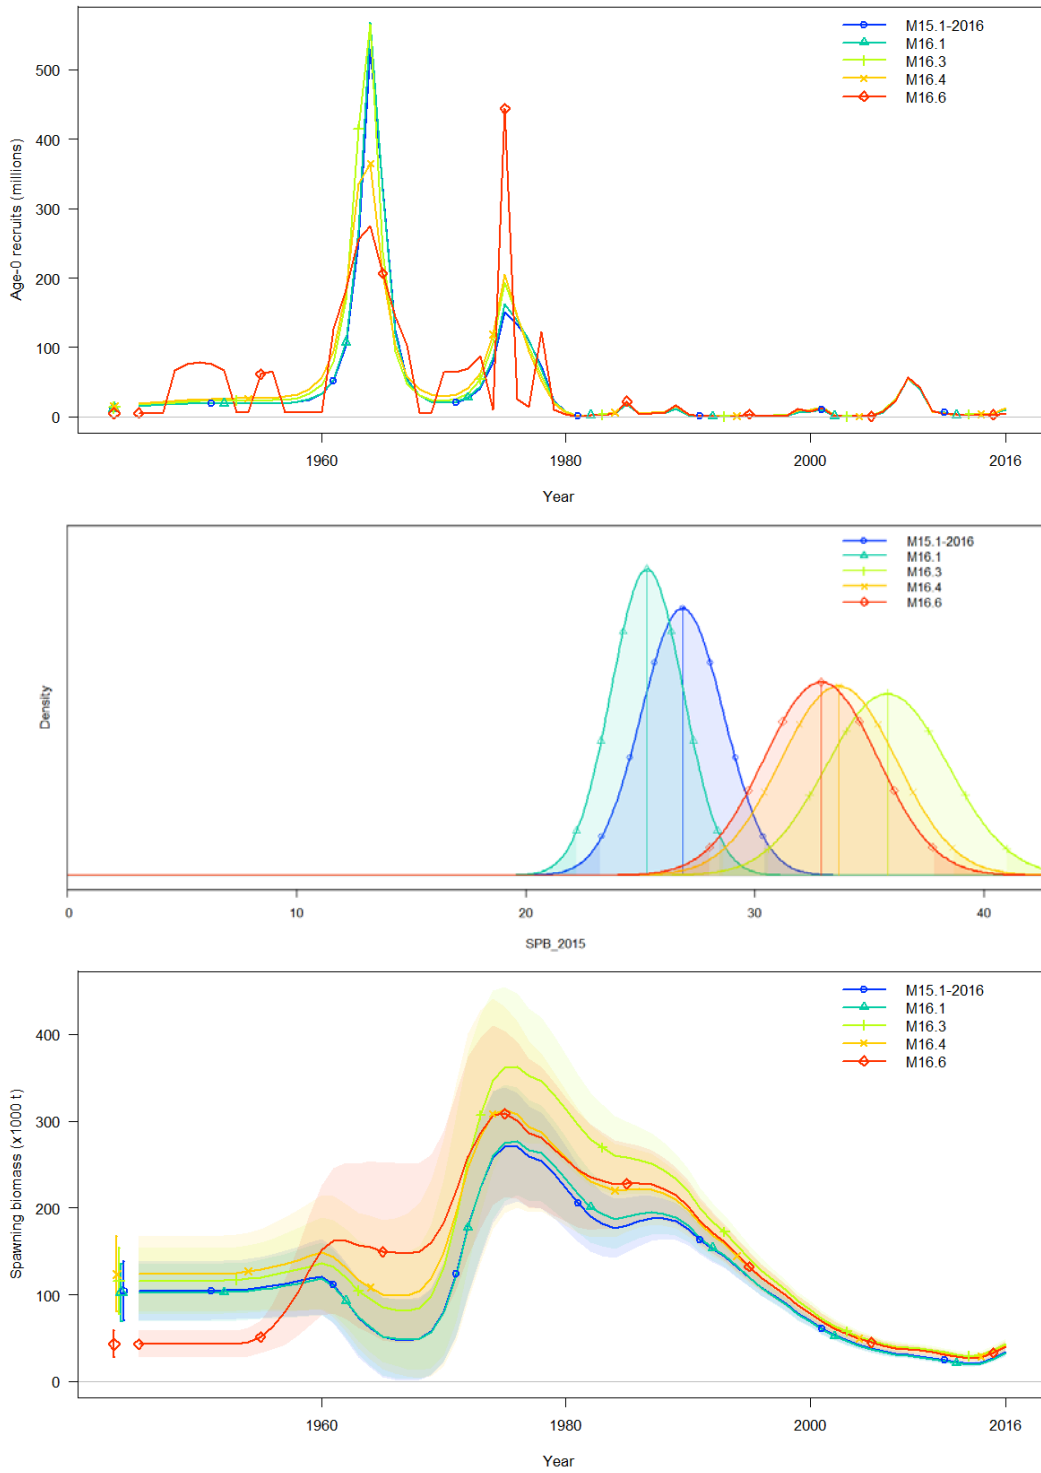 M15.1-2016
M16.1
M16.3
M16.4
M16.6
500
400
300
200
100
0
Age-0 recruits (millions)
1960
1980
2000
2016
Year
M15.1-2016
M16.1
M16.3
M16.4
M16.6
Density
0
10
20
30
40
SPB_2015
M15.1-2016
M16.1
M16.3
M16.4
M16.6
400
300
200
100
0
Spawning biomass (x1000 t)
1960
1980
2000
2016
Year